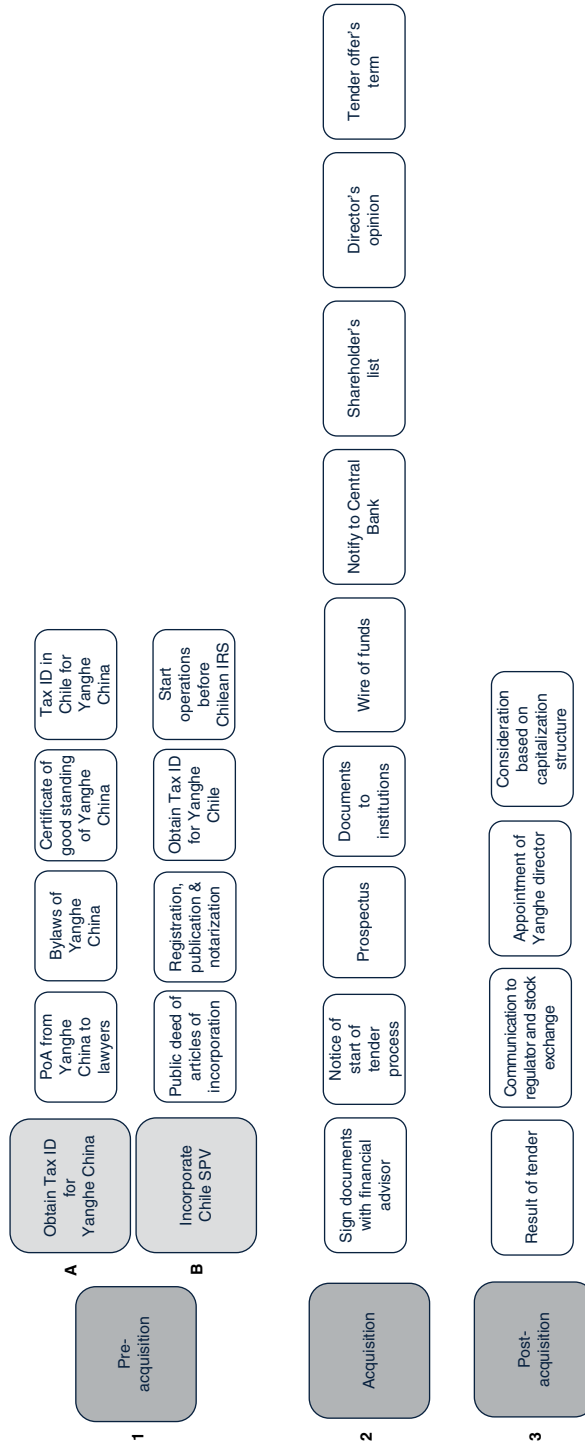 1
Pre-
acquisition
A
Obtain Tax ID
for
Yanghe China
PoA from
Yanghe
China to
lawyers
Bylaws of
Yanghe
China
Certificate of
good standing
of Yanghe
China
Tax ID in
Chile for
Yanghe
China
B
Incorporate
Chile SPV
Public deed of
articles of
incorporation
Registration,
publication &
notarization
Obtain Tax ID
for Yanghe
Chile
Start
operations
before
Chilean IRS
2
Acquisition
Sign documents
with financial
advisor
Notice of
start of
tender
process
Prospectus
Documents
to
institutions
Wire of funds
Notify to Central
Bank
Shareholder's
list
Director's
opinion
Tender offer's
term
3
Post-
acquisition
Result of tender
Communication to
regulator and stock
exchange
Appointment of
Yanghe director
Consideration
based on
capitalization
structure